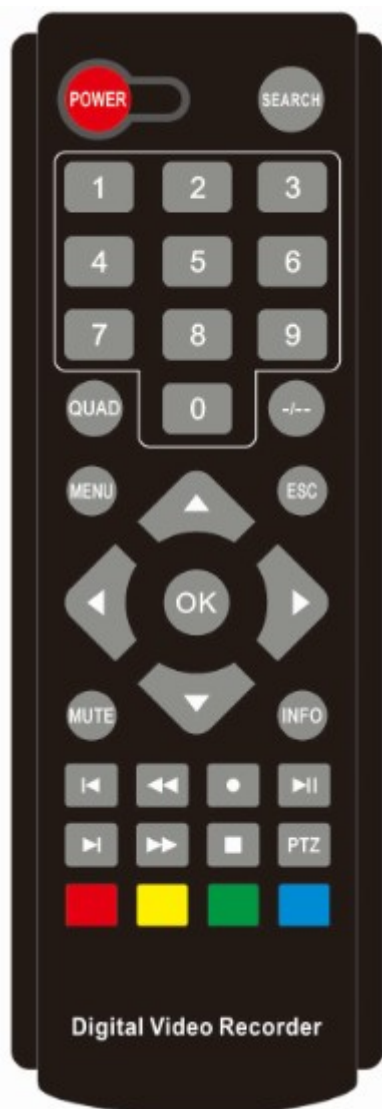 POWER SEARCH
1 2 3
4 5 6
7 8 9
QUAD 0 -/--
MENU ESC
OK
MUTE INFO
PTZ
Digital Video Recorder